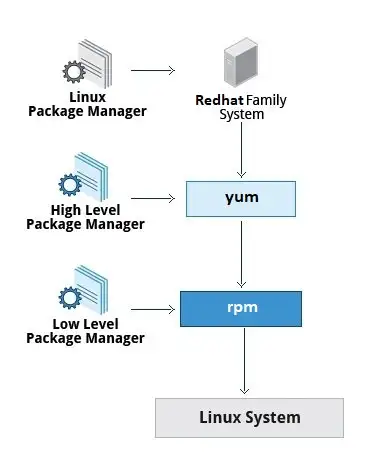 Linux
Package Manager
Redhat Family
System
High Level
Package Manager
yum
Low Level
Package Manager
rpm
Linux System